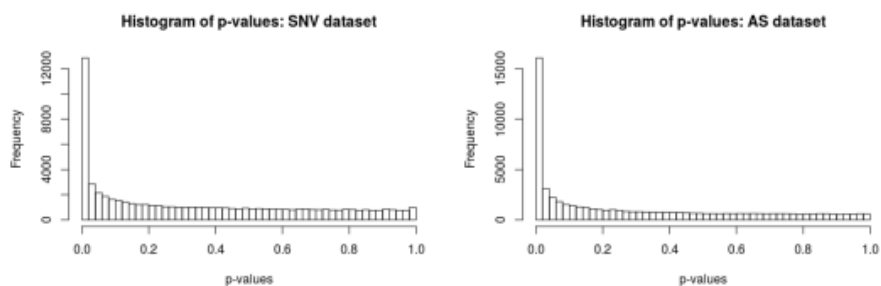 Histogram of p-values: SNV dataset
Frequency
12000
8000
4000
0
0.0 0.2 0.4 0.6 0.8 1.0
p-values
Histogram of p-values: AS dataset
Frequency
15000
10000
5000
0
0.0 0.2 0.4 0.6 0.8 1.0
p-values